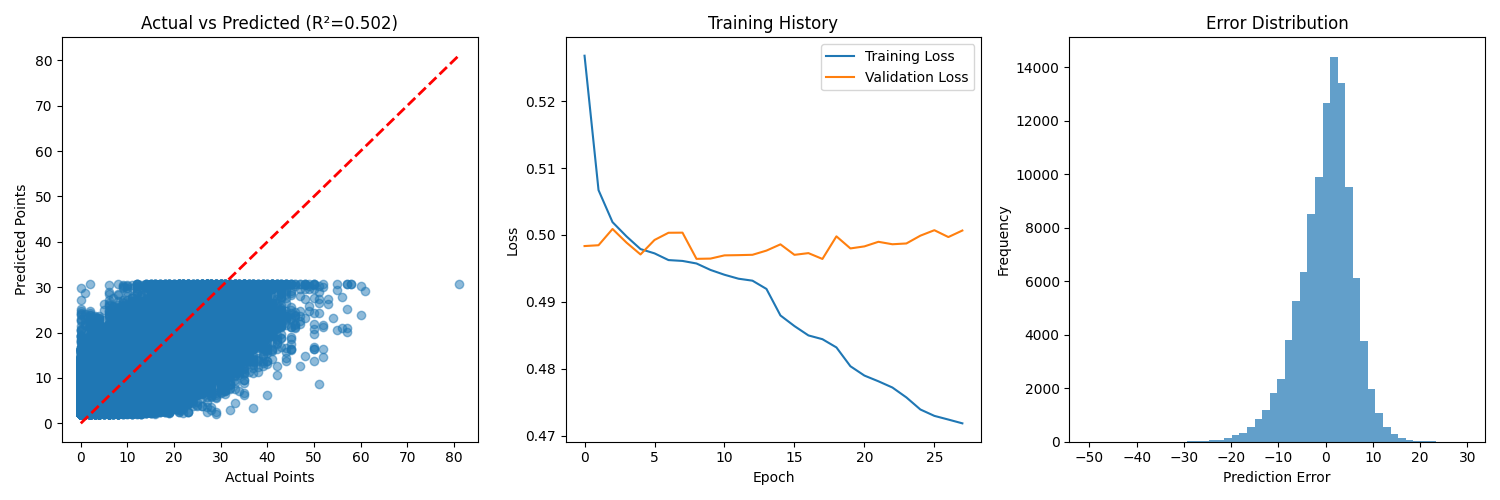 Actual vs Predicted (R²=0.502)
Predicted Points
80
70
60
50
40
30
20
10
0
0 10 20 30 40 50 60 70 80
Actual Points
Training History
Training Loss
Validation Loss
Loss
0.52
0.51
0.50
0.49
0.48
0.47
0 5 10 15 20 25
Epoch
Error Distribution
Frequency
14000
12000
10000
8000
6000
4000
2000
0
−50 −40 −30 −20 −10 0 10 20 30
Prediction Error